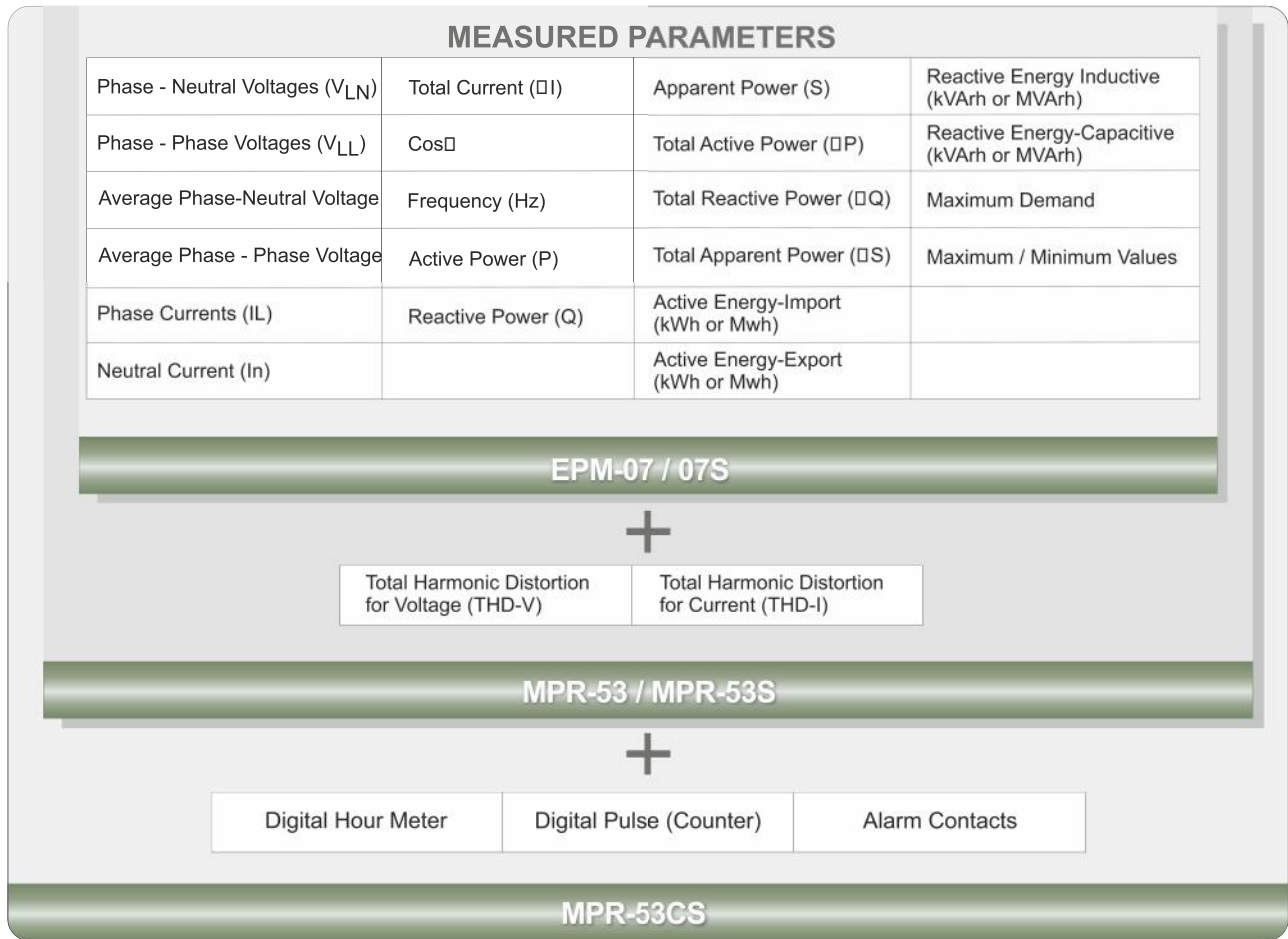 MEASURED PARAMETERS
Phase - Neutral Voltages (VLN)
Total Current (□I)
Apparent Power (S)
Reactive Energy Inductive
(kVArh or MVArh)
Phase - Phase Voltages (VLL)
Cos□
Total Active Power (□P)
Reactive Energy-Capacitive
(kVArh or MVArh)
Average Phase-Neutral Voltage
Frequency (Hz)
Total Reactive Power (□Q)
Maximum Demand
Average Phase - Phase Voltage
Active Power (P)
Total Apparent Power (□S)
Maximum / Minimum Values
Phase Currents (IL)
Reactive Power (Q)
Active Energy-Import
(kWh or Mwh)
Neutral Current (In)
Active Energy-Export
(kWh or Mwh)
EPM-07 / 07S
+
Total Harmonic Distortion
for Voltage (THD-V)
Total Harmonic Distortion
for Current (THD-I)
MPR-53 / MPR-53S
+
Digital Hour Meter
Digital Pulse (Counter)
Alarm Contacts
MPR-53CS